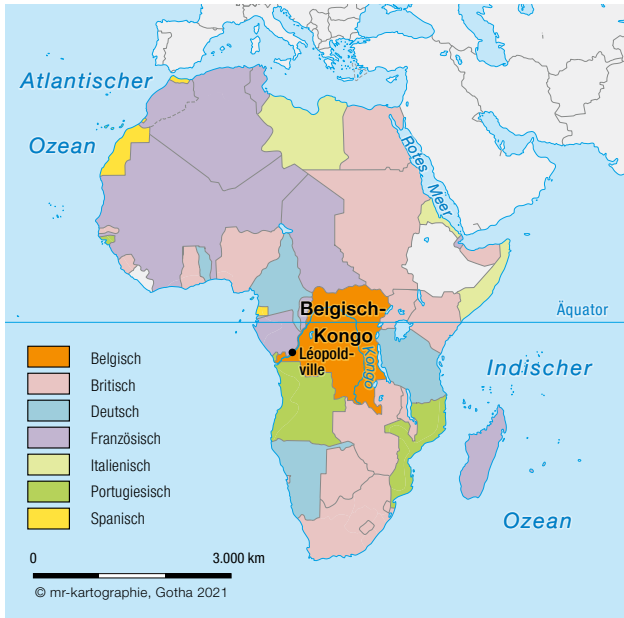 Atlantischer
Ozean
Rotes Meer
Äquator
Belgisch-
Kongo
Léopold-
ville
Kongo
Indischer
Ozean
Belgisch
Britisch
Deutsch
Französisch
Italienisch
Portugiesisch
Spanisch
0 3.000 km
© mr-kartographie, Gotha 2021